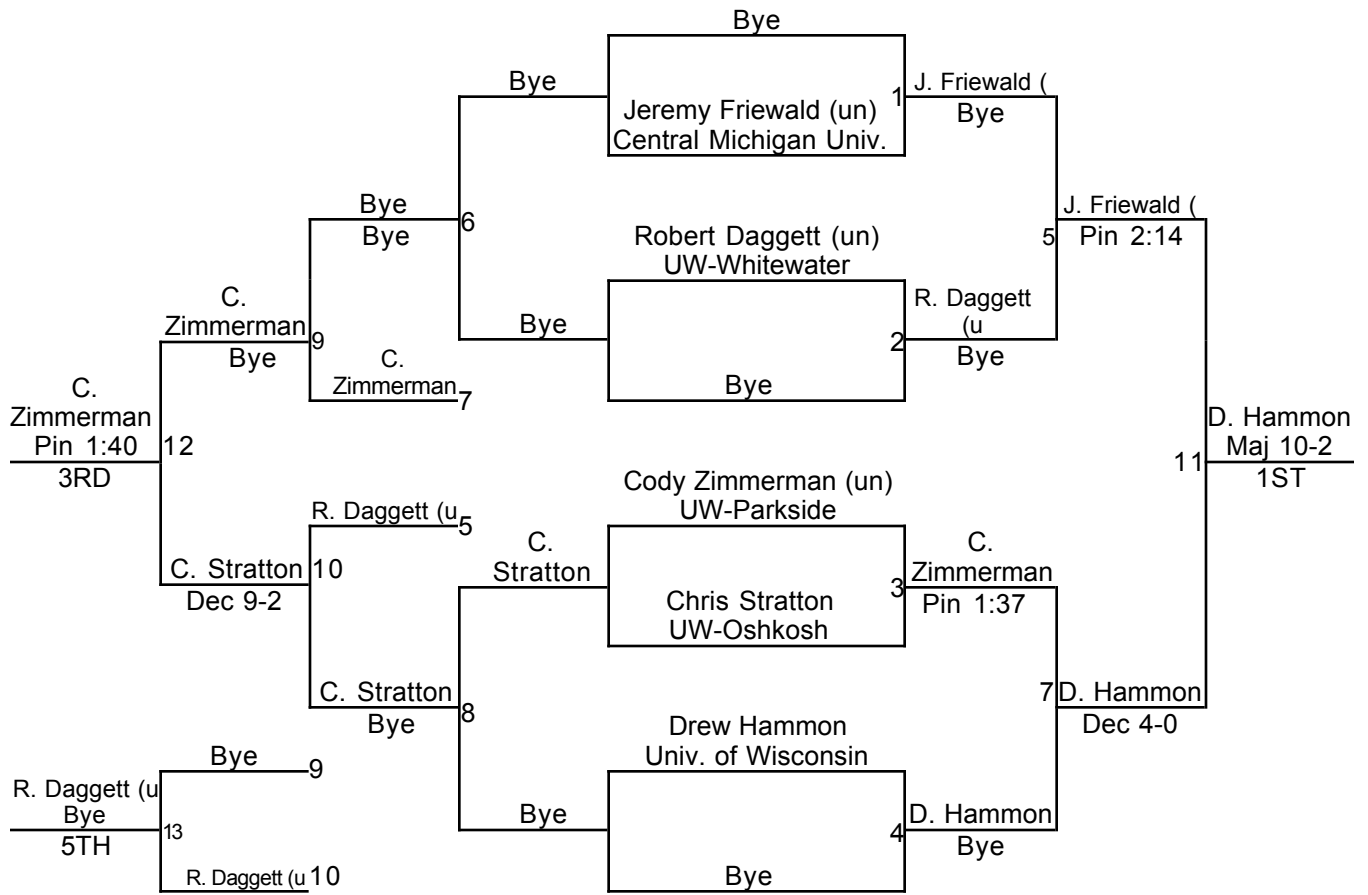 Bye
Bye
Jeremy Friewald (un)
Central Michigan Univ.
1
J. Friewald (
Bye
Bye
Bye
6
Robert Daggett (un)
UW-Whitewater
5
J. Friewald (
Pin 2:14
C.
Zimmerman
Bye
9
Bye
R. Daggett
(u
2
Bye
C.
Zimmerman
7
Bye
C.
Zimmerman
Pin 1:40
3RD
12
11
D. Hammon
Maj 10-2
1ST
Cody Zimmerman (un)
UW-Parkside
R. Daggett (u
5
C. Stratton
Dec 9-2
10
C.
Stratton
Chris Stratton
UW-Oshkosh
3
C.
Zimmerman
Pin 1:37
C. Stratton
Bye
8
Drew Hammon
Univ. of Wisconsin
7
D. Hammon
Dec 4-0
Bye
9
R. Daggett (u
Bye
5TH
13
Bye
4
D. Hammon
Bye
R. Daggett (u
10
Bye